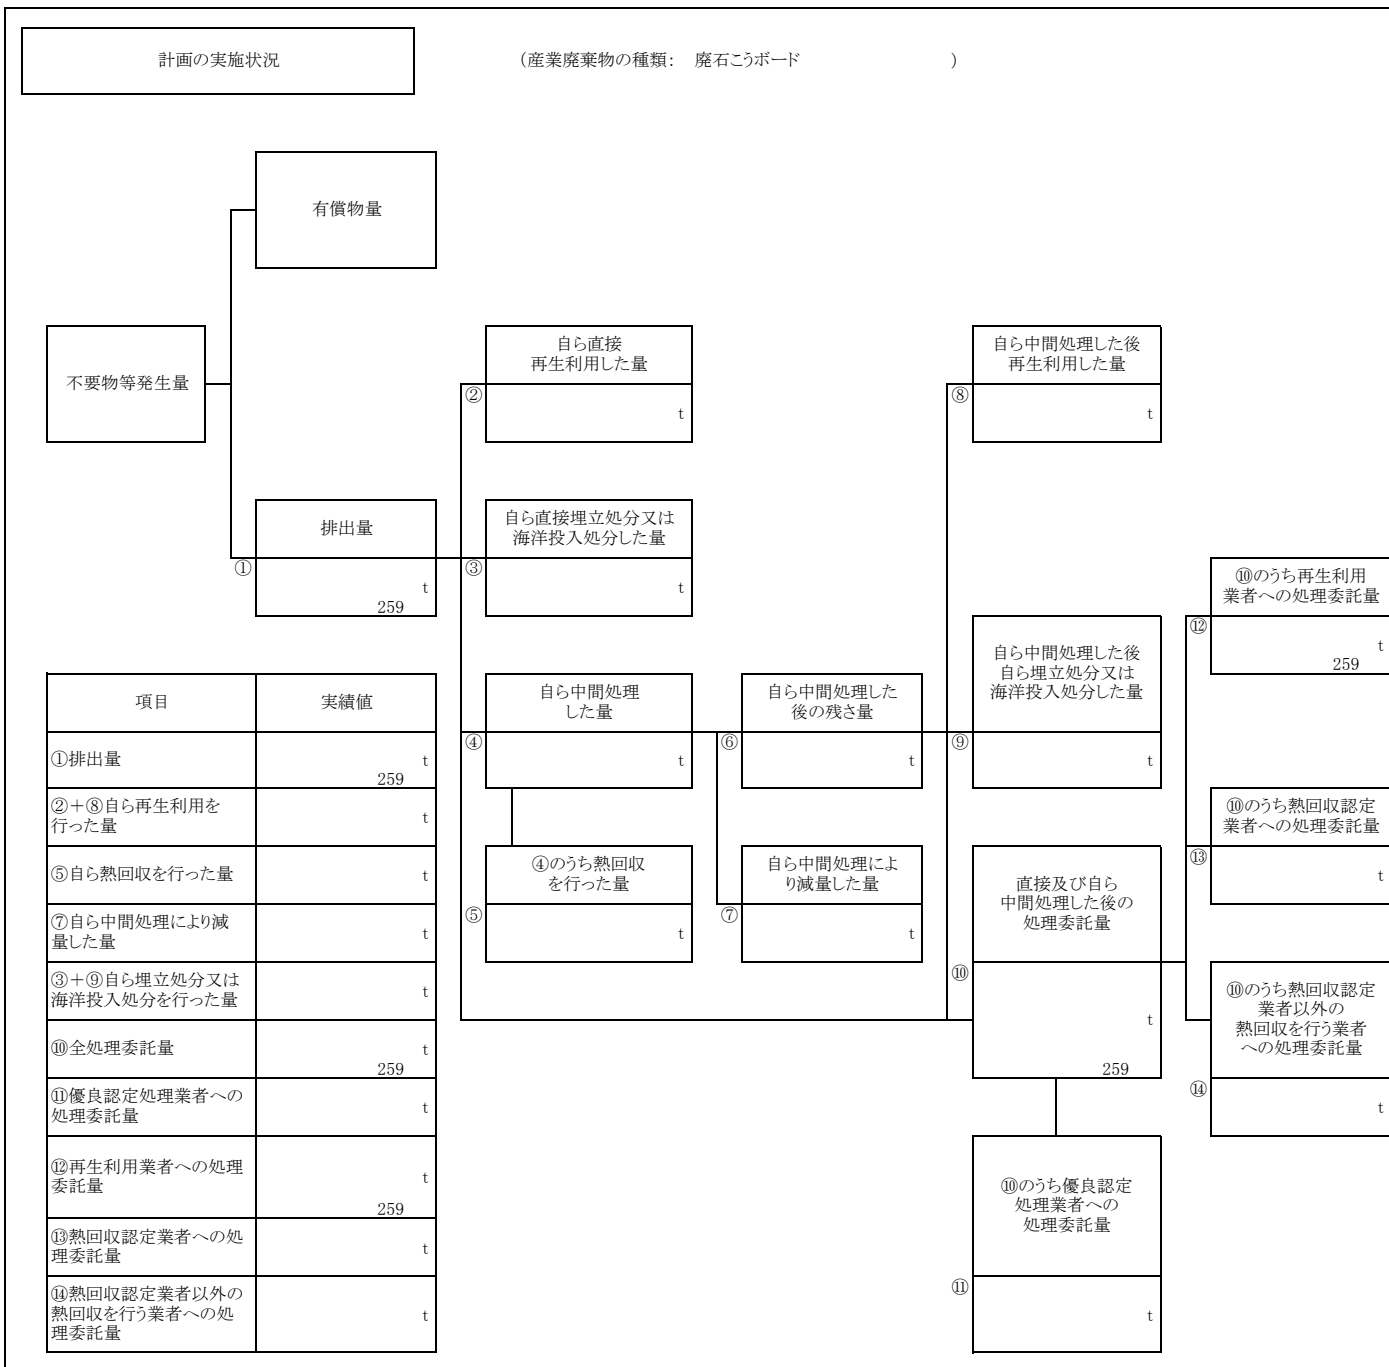 計画の実施状況
（産業廃棄物の種類： 廃石こうボード ）
有償物量
不要物等発生量
自ら直接
再生利用した量
②
t
自ら中間処理した後
再生利用した量
⑧
t
排出量
①
t
259
自ら直接埋立処分又は
海洋投入処分した量
③
t
⑩のうち再生利用
業者への処理委託量
⑫
t
259
自ら中間処理した後
自ら埋立処分又は
海洋投入処分した量
⑨
t
自ら中間処理
した量
④
t
自ら中間処理した
後の残さ量
⑥
t
⑩のうち熱回収認定
業者への処理委託量
⑬
t
④のうち熱回収
を行った量
⑤
t
自ら中間処理によ
り減量した量
⑦
t
直接及び自ら
中間処理した後の
処理委託量
⑩
t
259
⑩のうち熱回収認定
業者以外の
熱回収を行う業者
への処理委託量
⑭
t
⑩のうち優良認定
処理業者への
処理委託量
⑪
t
項目 実績値
①排出量 t
259
②＋⑧自ら再生利用を
行った量 t
⑤自ら熱回収を行った量 t
⑦自ら中間処理により減
量した量 t
③＋⑨自ら埋立処分又は
海洋投入処分を行った量 t
⑩全処理委託量 t
259
⑪優良認定処理業者への
処理委託量 t
⑫再生利用業者への処理
委託量 t
259
⑬熱回収認定業者への処
理委託量 t
⑭熱回収認定業者以外の
熱回収を行う業者への処
理委託量 t